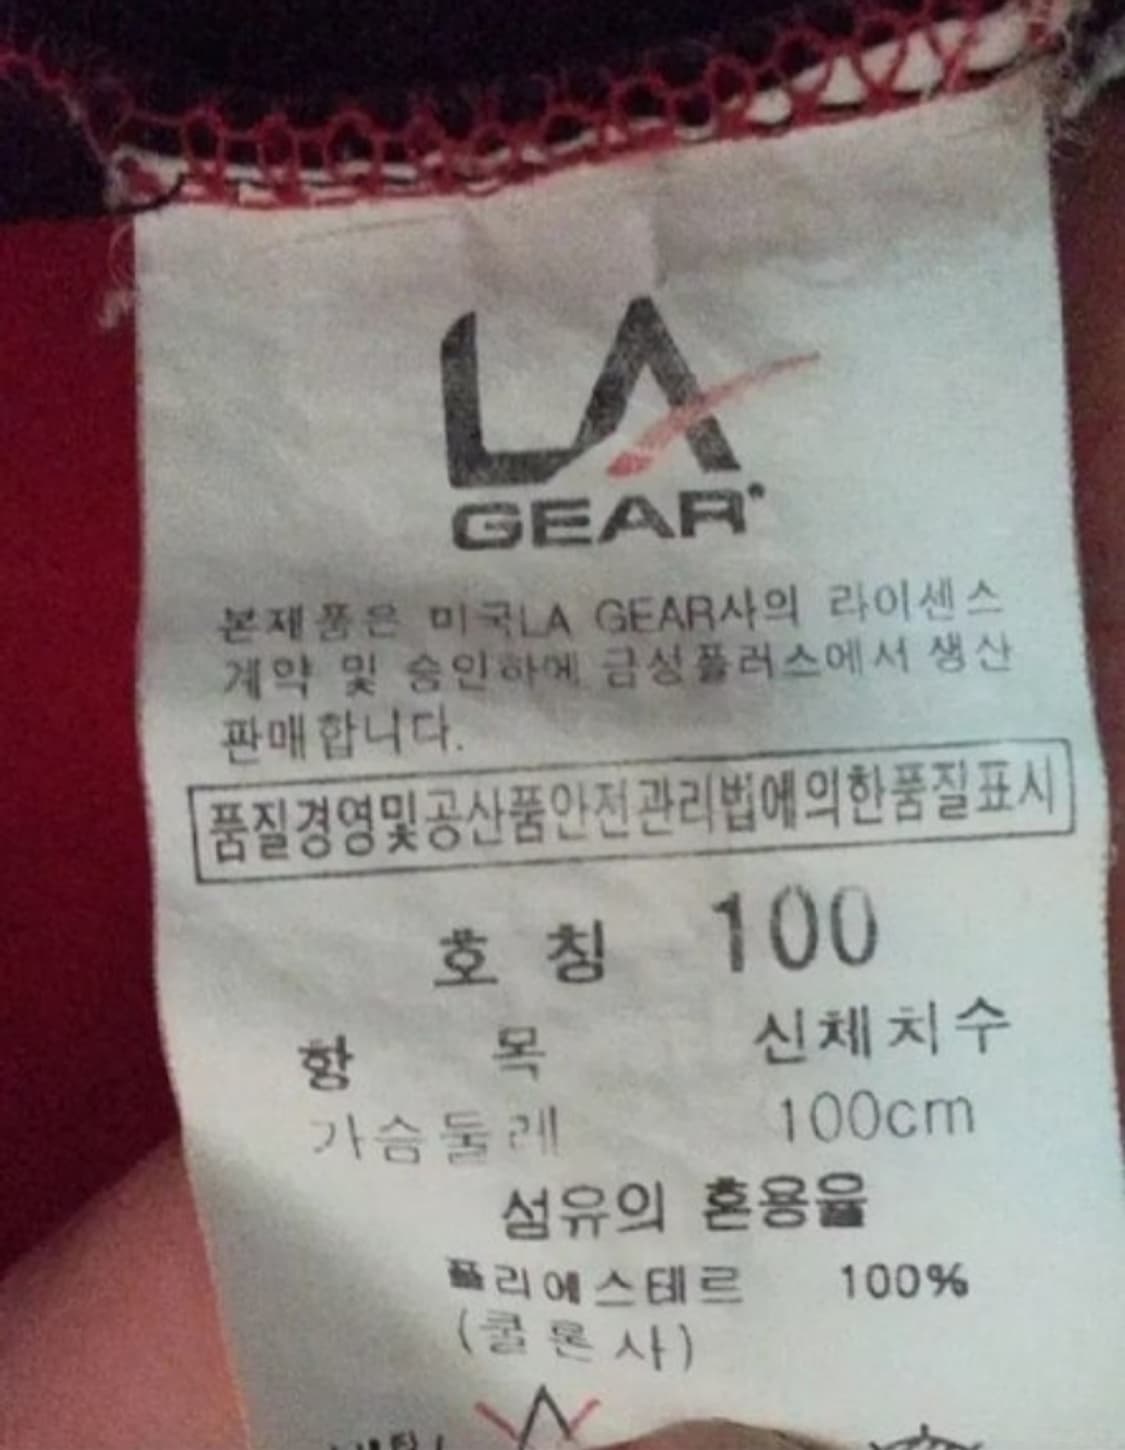 LA
GEAR
본제품은 미국LA GEAR사의 라이센스
계약 및 승인하에 금성플러스에서 생산
판매합니다.
품질경영및공산품안전관리법에의한품질표시
호 칭 100
항 목 신체치수
가슴둘레 100cm
섬유의 혼용율
폴리에스테르 100%
(쿨론사)